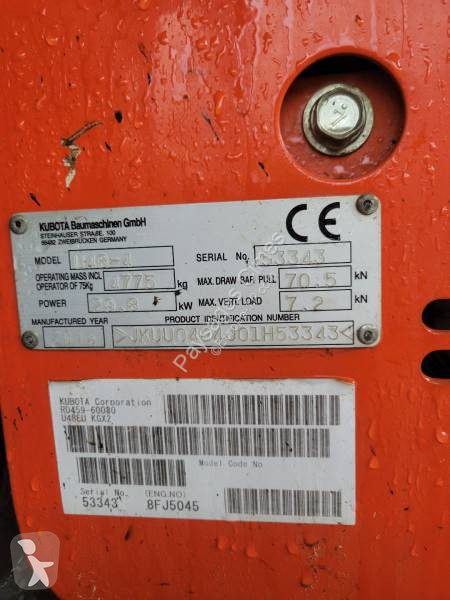 KUBOTA Baumaschinen GmbH
STEINHAUSER STRAßE, 100
66482 ZWEIBRÜCKEN GERMANY
CE
MODEL
SERIAL No. 53343
OPERATING MASS INCL OPERATOR OF 75Kg 4775 kg
MAX. DRAW BAR PULL 70.5 kN
POWER kW
MAX. VERT. LOAD 7.2 kN
MANUFACTURED YEAR
PRODUCT IDENTIFICATION NUMBER
J01H53343<
KUBOTA Corporation
RD459-60080
U48EU KGX2
Model Code No
Serial No. (ENG.NO)
53343 8FJ5045